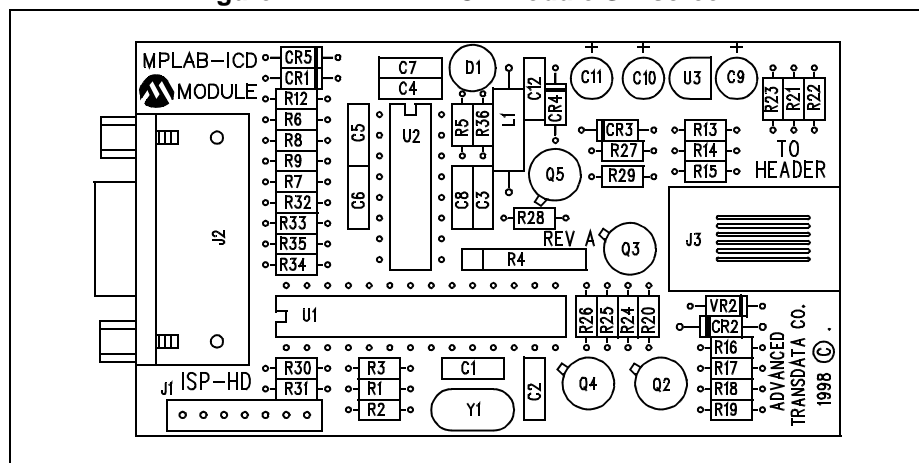 MPLAB-ICD
MODULE
CR5
CR1
R12
R6
R8
R9
R7
R32
R33
R35
R34
C7
C4
C5
C6
U2
D1
R5
R36
L1
C12
CR4
C8
C3
Q5
R28
REV A
R4
C11
C10
U3
C9
CR3
R27
R29
R13
R14
R15
R23
R21
R22
TO
HEADER
J2
J3
Q3
U1
R26
R25
R24
R20
VR2
CR2
R16
R17
R18
R19
ADVANCED
TRANSDATA CO.
1998 ©.
J1
ISP-HD
R30
R31
R3
R1
R2
C1
Y1
C2
Q4
Q2